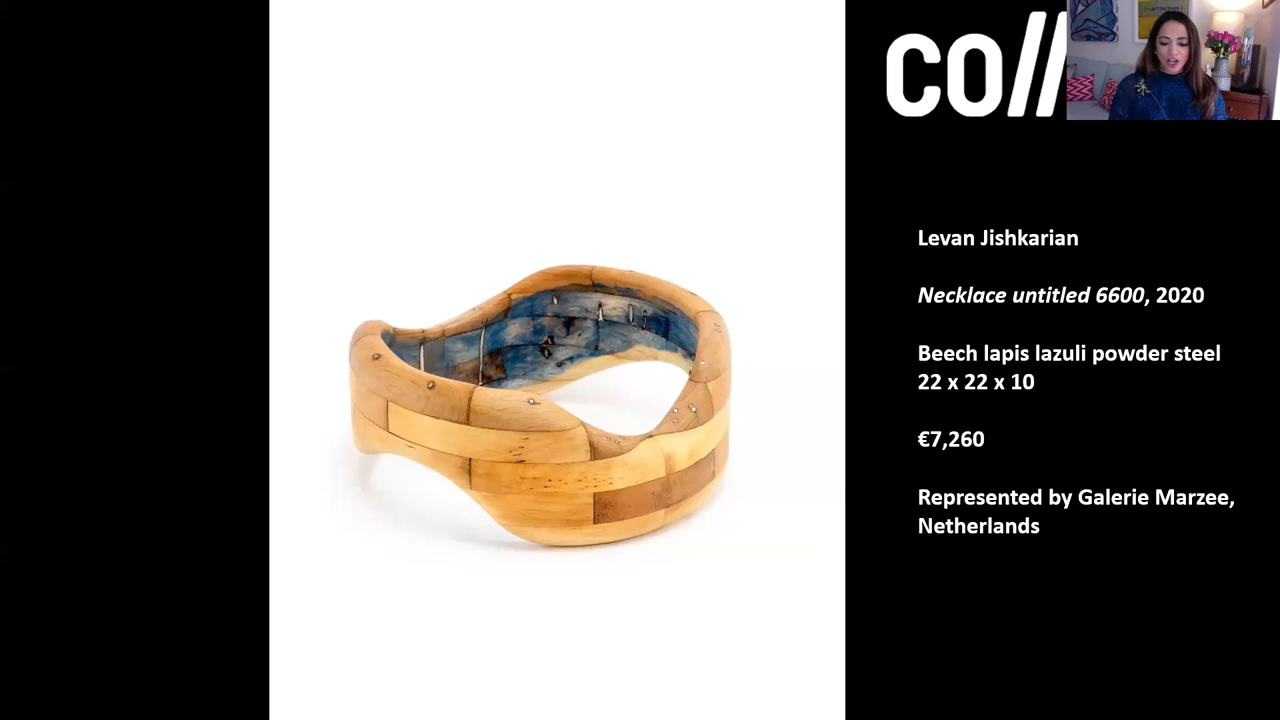 co//
Levan Jishkarian
Necklace untitled 6600, 2020
Beech lapis lazuli powder steel
22 x 22 x 10
€7,260
Represented by Galerie Marzee,
Netherlands